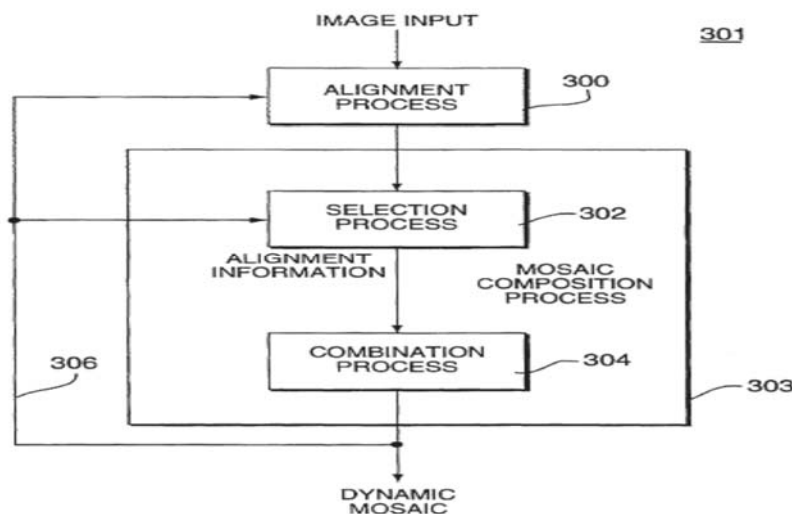 IMAGE INPUT
301
ALIGNMENT
PROCESS
300
SELECTION
PROCESS
302
ALIGNMENT
INFORMATION
MOSAIC
COMPOSITION
PROCESS
COMBINATION
PROCESS
304
306
303
DYNAMIC
MOSAIC